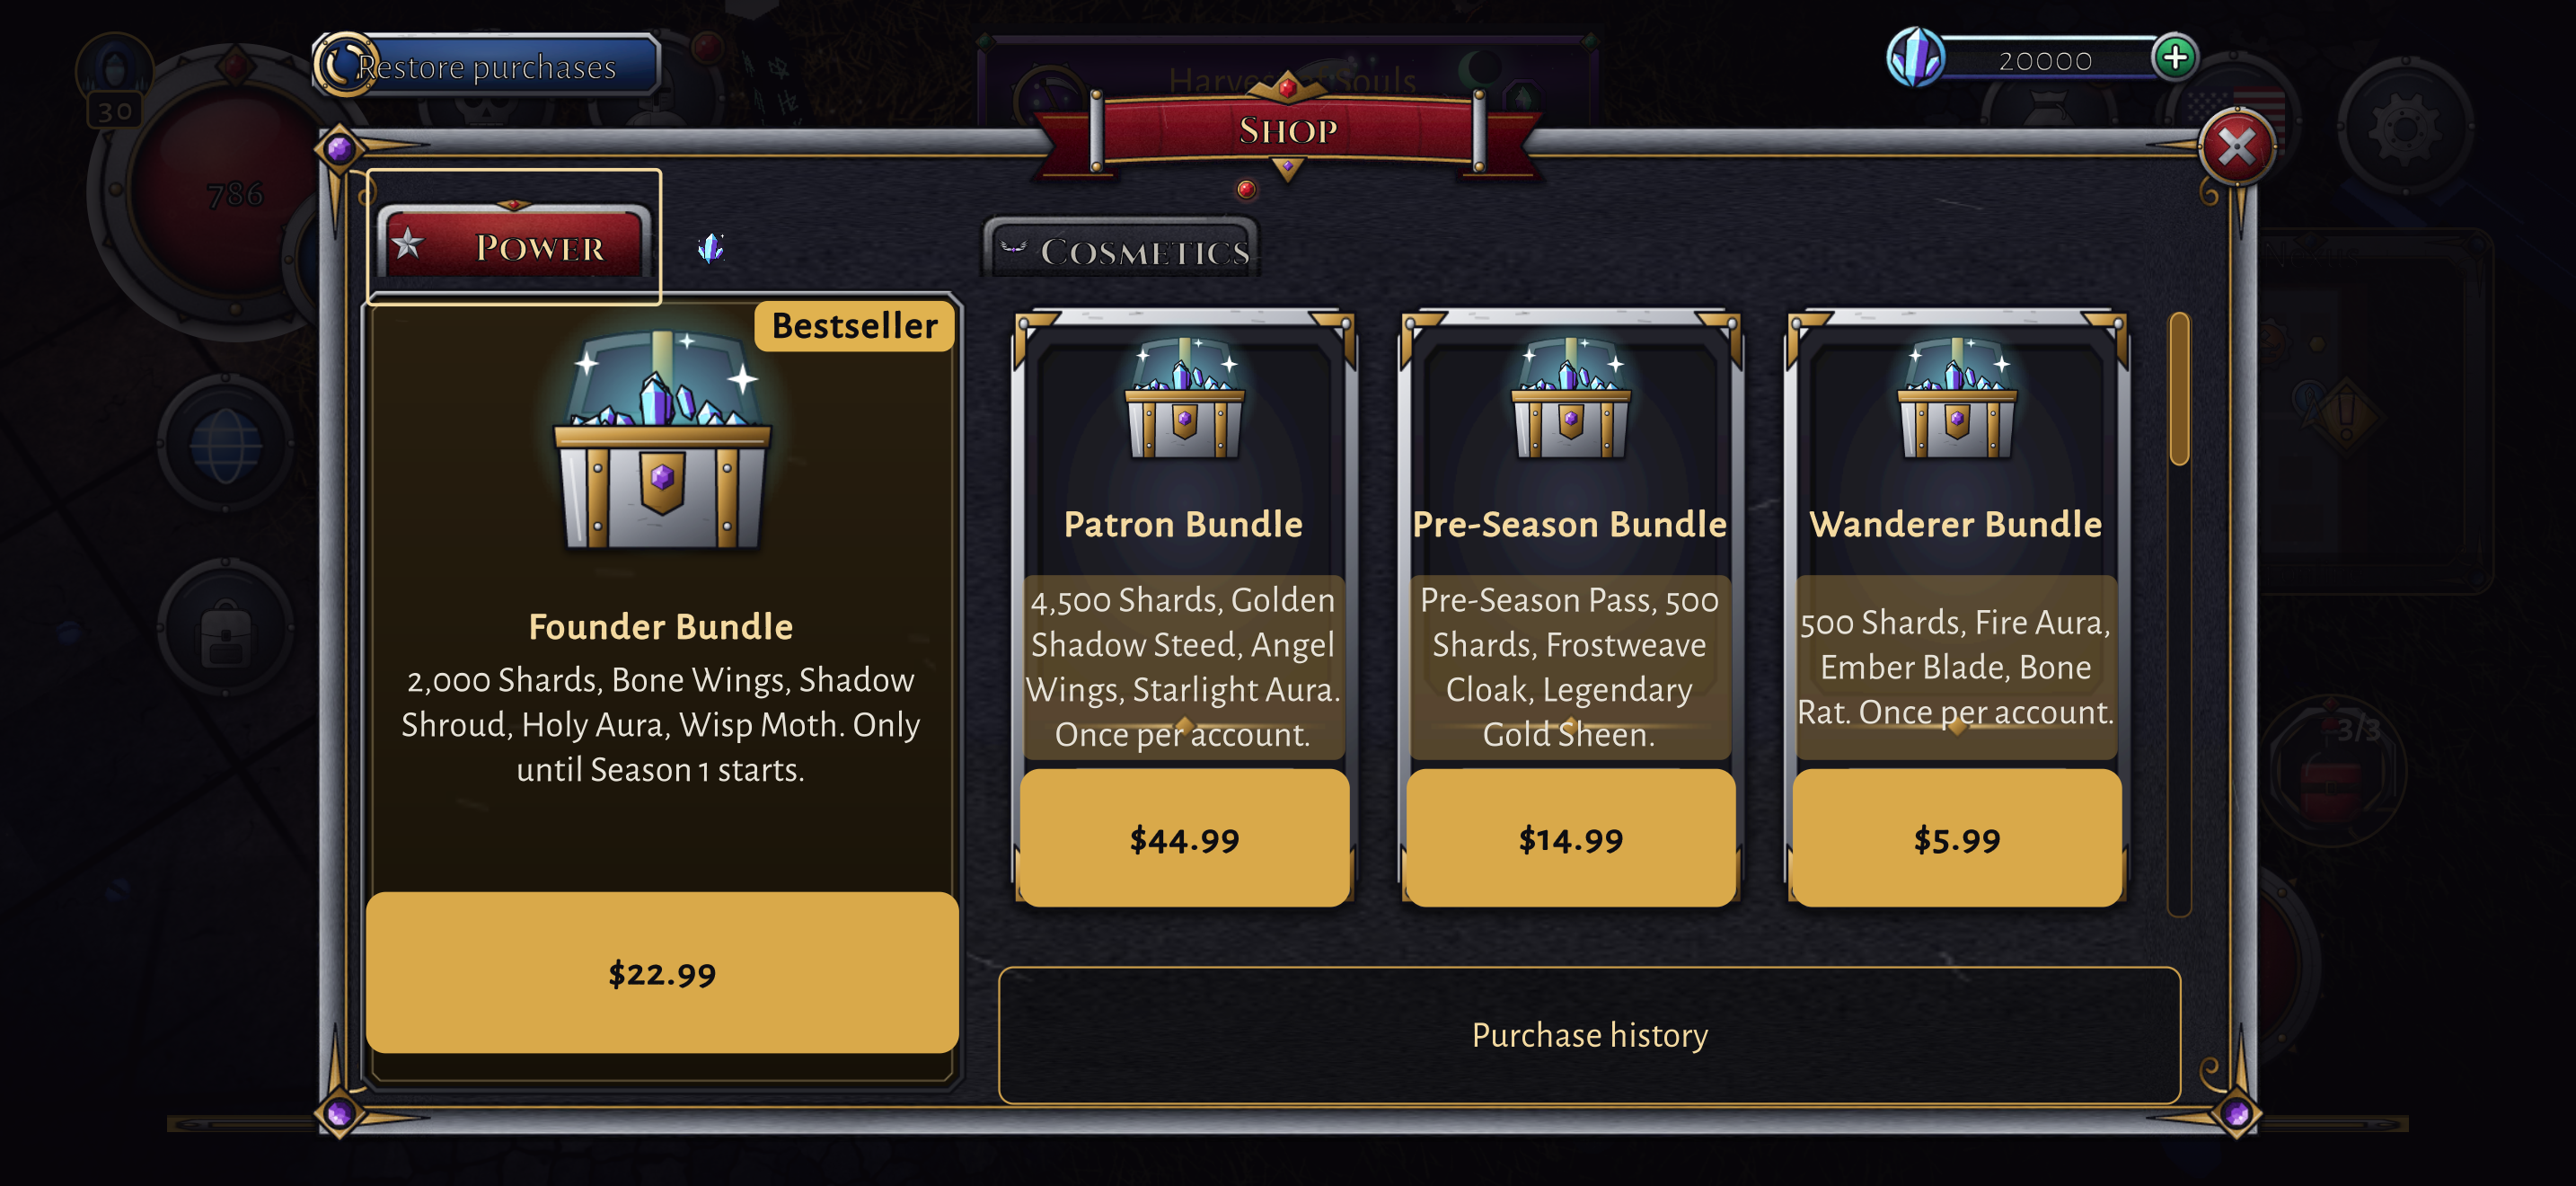 Restore purchases
20000
30
Harvest Souls
SHOP
786
POWER
COSMETICS
Bestseller
Founder Bundle
2,000 Shards, Bone Wings, Shadow
Shroud, Holy Aura, Wisp Moth. Only
until Season 1 starts.
$22.99
Patron Bundle
4,500 Shards, Golden
Shadow Steed, Angel
Wings, Starlight Aura.
Once per account.
$44.99
Pre-Season Bundle
Pre-Season Pass, 500
Shards, Frostweave
Cloak, Legendary
Gold Sheen.
$14.99
Wanderer Bundle
500 Shards, Fire Aura,
Ember Blade, Bone
Rat. Once per account.
$5.99
3/3
Purchase history